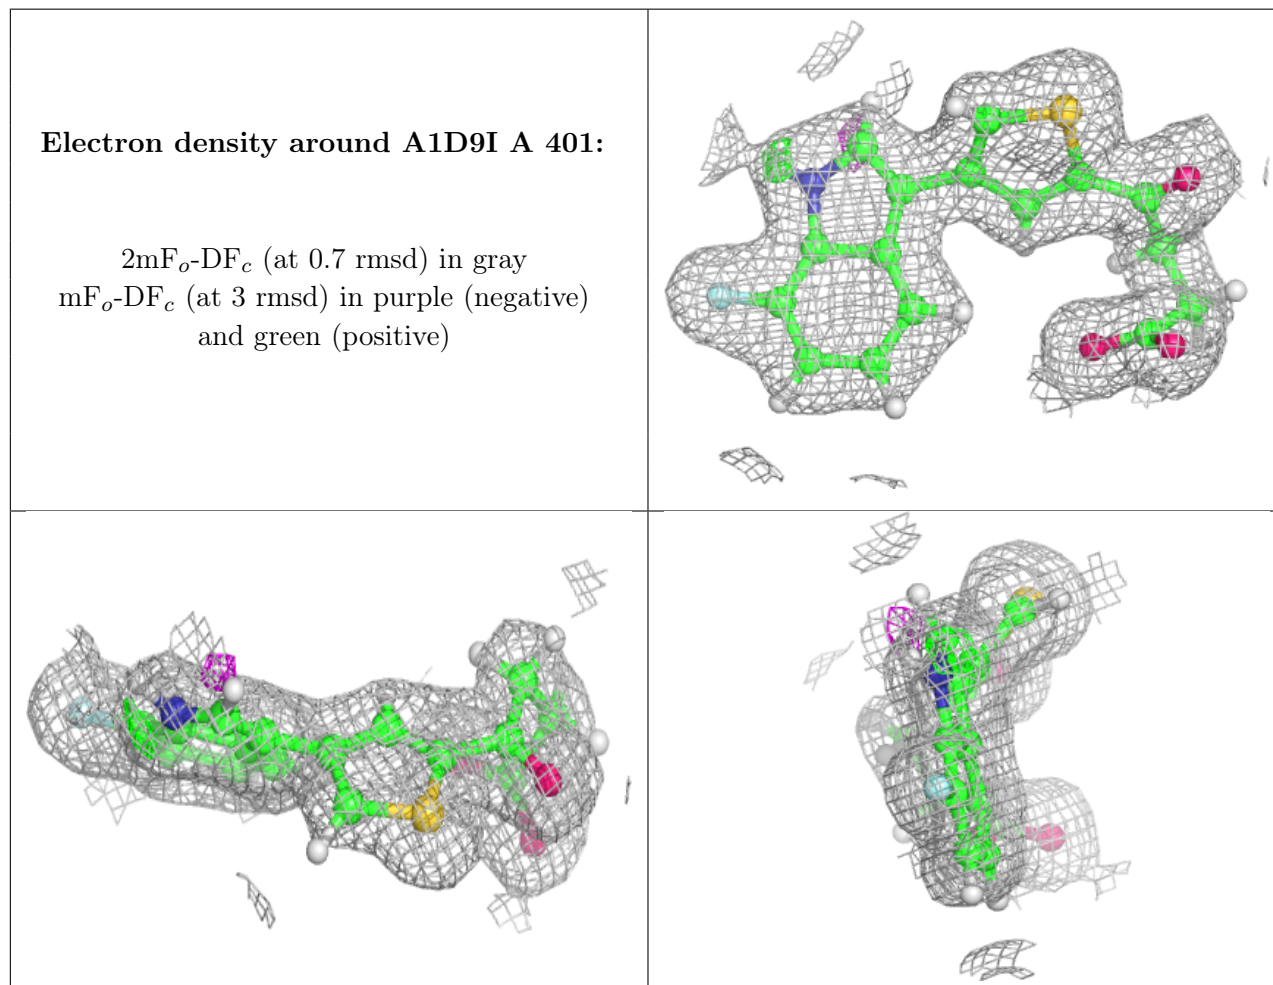 Electron density around A1D9I A 401:
2mFo-DFc (at 0.7 rmsd) in gray
mFo-DFc (at 3 rmsd) in purple (negative)
and green (positive)